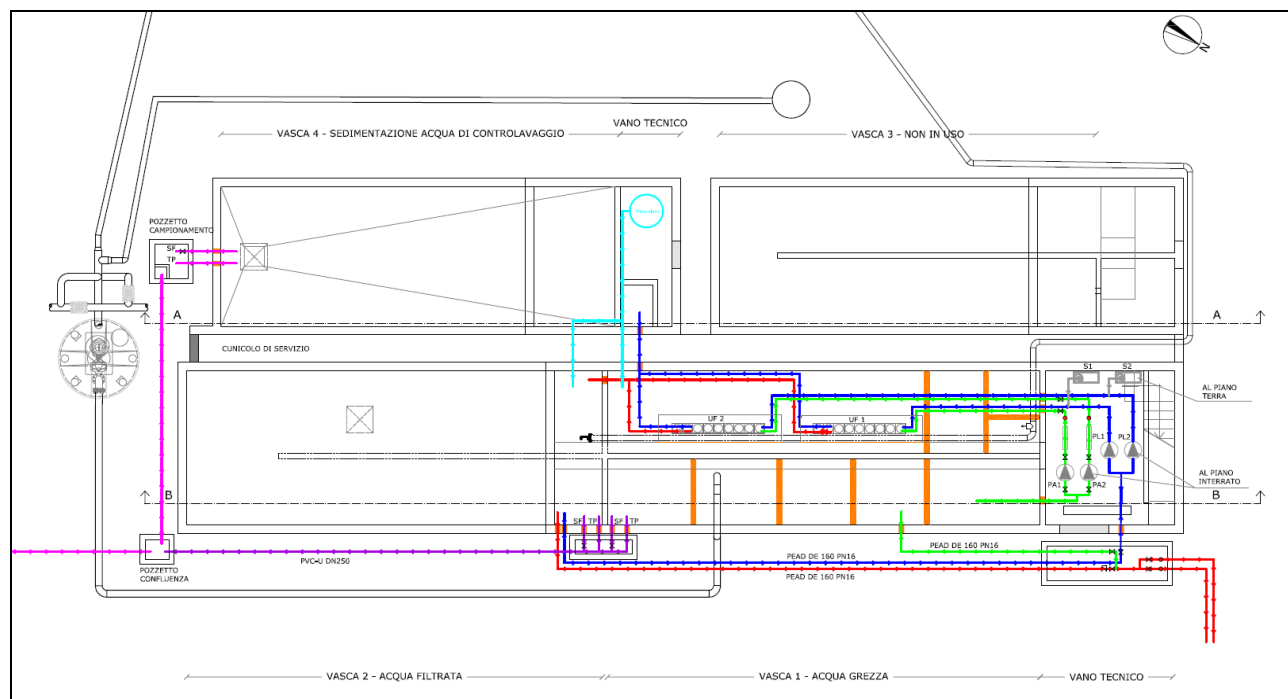 N
VANO TECNICO
VASCA 4 - SEDIMENTAZIONE ACQUA DI CONTROLAVAGGIO
VASCA 3 - NON IN USO
POZZETTO
CAMPIONAMENTO
SF
TP
A
A
CUNICOLO DI SERVIZIO
S1
S2
AL PIANO
TERRA
UF 2
UF 1
PL1
PL2
AL PIANO
INTERRATO
PA1
PA2
B
B
SF
TP
SF
TP
PVC-U DN250
POZZETTO
CONFLUENZA
PEAD DE 160 PN16
PEAD DE 160 PN16
PEAD DE 160 PN16
VASCA 2 - ACQUA FILTRATA
VASCA 1 - ACQUA GREZZA
VANO TECNICO